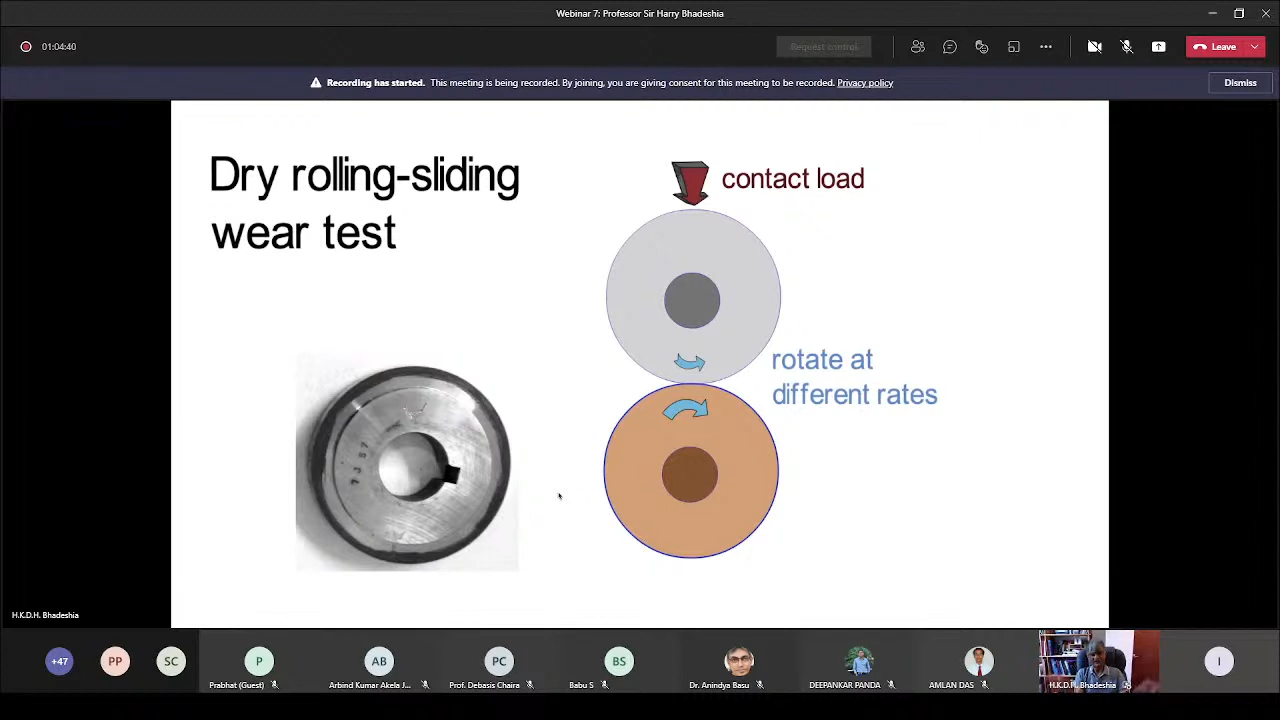 Webinar 7: Professor Sir Harry Bhadeshia
01:04:40
Request control
Leave
Recording has started. This meeting is being recorded. By joining, you are giving consent for this meeting to be recorded. Privacy policy
Dismiss
Dry rolling-sliding
wear test
contact load
rotate at
different rates
H.K.D.H. Bhadeshia
+47
PP
SC
P
AB
PC
BS
I
Prabhat (Guest)
Arbind Kumar Akela J...
Prof. Debasis Chaira
Babu S
Dr. Anindya Basu
DEEPANKAR PANDA
AMLAN DAS
H.K.D.H. Bhadeshia